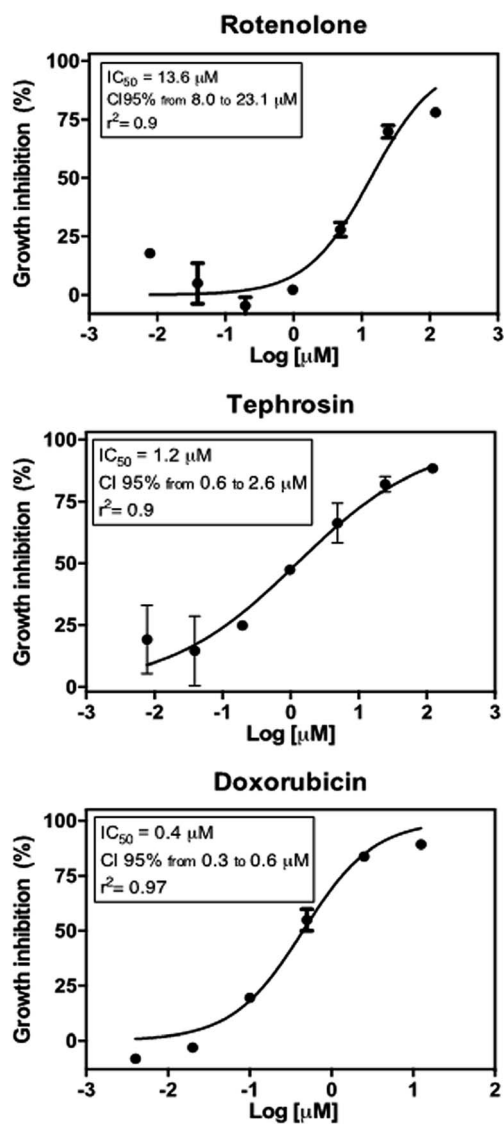 Rotenolone
IC50 = 13.6 µM
CI95% from 8.0 to 23.1 µM
r2= 0.9
Growth inhibition (%)
100
75
50
25
0
-3 -2 -1 0 1 2 3
Log [µM]
Tephrosin
IC50 = 1.2 µM
CI 95% from 0.6 to 2.6 µM
r2= 0.9
Growth inhibition (%)
100
75
50
25
0
-3 -2 -1 0 1 2 3
Log [µM]
Doxorubicin
IC50 = 0.4 µM
CI 95% from 0.3 to 0.6 µM
r2= 0.97
Growth inhibition (%)
100
75
50
25
0
-3 -2 -1 0 1 2
Log [µM]